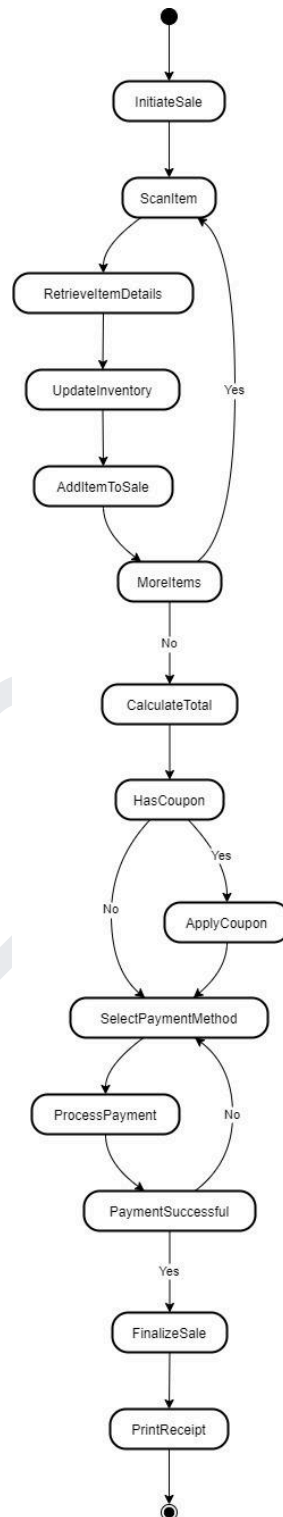 InitiateSale
ScanItem
RetrieveItemDetails
UpdateInventory
Yes
AddItemToSale
MoreItems
No
CalculateTotal
HasCoupon
Yes
No
ApplyCoupon
SelectPaymentMethod
ProcessPayment
No
PaymentSuccessful
Yes
FinalizeSale
PrintReceipt